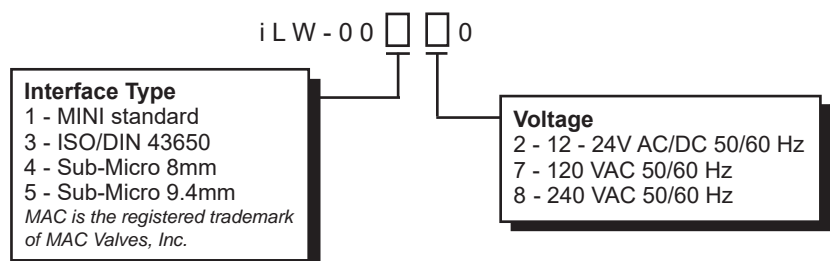 iLW-00 0
Interface Type
1 - MINI standard
3 - ISO/DIN 43650
4 - Sub-Micro 8mm
5 - Sub-Micro 9.4mm
MAC is the registered trademark
of MAC Valves, Inc.
Voltage
2 - 12 - 24V AC/DC 50/60 Hz
7 - 120 VAC 50/60 Hz
8 - 240 VAC 50/60 Hz